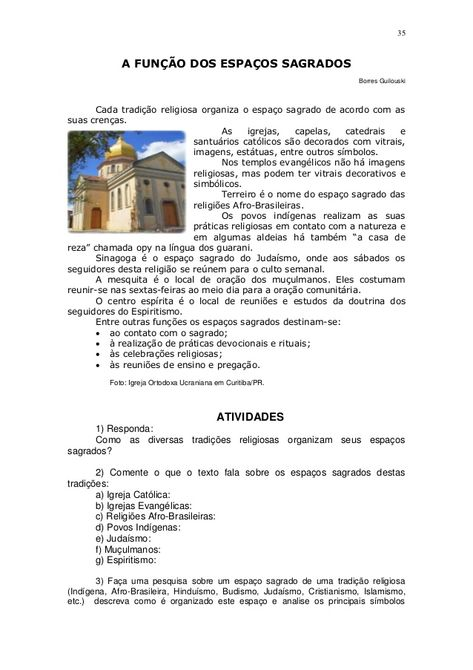 35
A FUNÇÃO DOS ESPAÇOS SAGRADOS
Borres Guilouski
Cada tradição religiosa organiza o espaço sagrado de acordo com as
suas crenças.
As igrejas, capelas, catedrais e
santuários católicos são decorados com vitrais,
imagens, estátuas, entre outros símbolos.
Nos templos evangélicos não há imagens
religiosas, mas podem ter vitrais decorativos e
simbólicos.
Terreiro é o nome do espaço sagrado das
religiões Afro-Brasileiras.
Os povos indígenas realizam as suas
práticas religiosas em contato com a natureza e
em algumas aldeias há também “a casa de
reza” chamada opy na língua dos guarani.
Sinagoga é o espaço sagrado do Judaísmo, onde aos sábados os
seguidores desta religião se reúnem para o culto semanal.
A mesquita é o local de oração dos muçulmanos. Eles costumam
reunir-se nas sextas-feiras ao meio dia para a oração comunitária.
O centro espírita é o local de reuniões e estudos da doutrina dos
seguidores do Espiritismo.
Entre outras funções os espaços sagrados destinam-se:
• ao contato com o sagrado;
• à realização de práticas devocionais e rituais;
• às celebrações religiosas;
• às reuniões de ensino e pregação.
Foto: Igreja Ortodoxa Ucraniana em Curitiba/PR.
ATIVIDADES
1) Responda:
Como as diversas tradições religiosas organizam seus espaços
sagrados?
2) Comente o que o texto fala sobre os espaços sagrados destas
tradições:
a) Igreja Católica:
b) Igrejas Evangélicas:
c) Religiões Afro-Brasileiras:
d) Povos Indígenas:
e) Judaísmo:
f) Muçulmanos:
g) Espiritismo:
3) Faça uma pesquisa sobre um espaço sagrado de uma tradição religiosa
(Indígena, Afro-Brasileira, Hinduísmo, Budismo, Judaísmo, Cristianismo, Islamismo,
etc.) descreva como é organizado este espaço e analise os principais símbolos